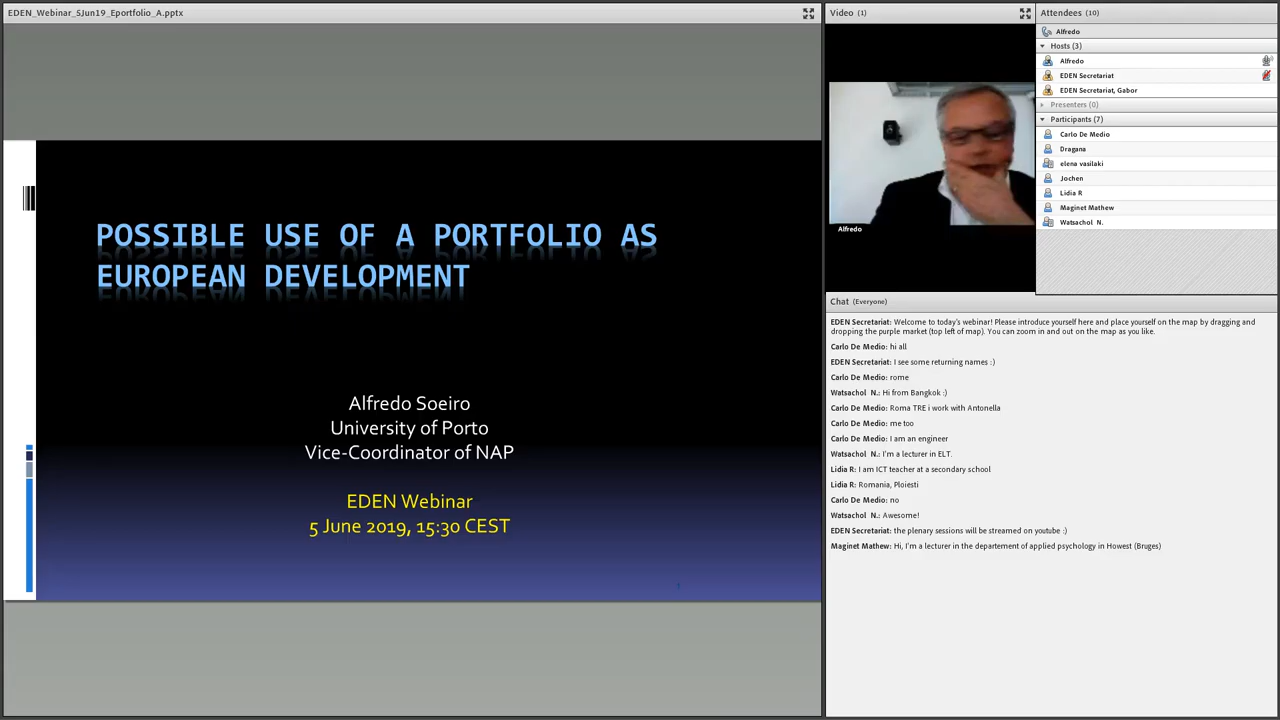 EDEN_Webinar_5Jun19_Eportfolio_A.pptx
POSSIBLE USE OF A PORTFOLIO AS
EUROPEAN DEVELOPMENT
Alfredo Soeiro
University of Porto
Vice-Coordinator of NAP
EDEN Webinar
5 June 2019, 15:30 CEST
Video (1)
Alfredo
Attendees (10)
Alfredo
Hosts (3)
Alfredo
EDEN Secretariat
EDEN Secretariat, Gabor
Presenters (0)
Participants (7)
Carlo De Medio
Dragana
elena vasilaki
Jochen
Lidia R
Maginet Mathew
Watsachol N.
Chat (Everyone)
EDEN Secretariat: Welcome to today's webinar! Please introduce yourself here and place yourself on the map by dragging and
dropping the purple market (top left of map). You can zoom in and out on the map as you like.
Carlo De Medio: hi all
EDEN Secretariat: I see some returning names :)
Carlo De Medio: rome
Watsachol N.: Hi from Bangkok :)
Carlo De Medio: Roma TRE i work with Antonella
Carlo De Medio: me too
Carlo De Medio: I am an engineer
Watsachol N.: I'm a lecturer in ELT.
Lidia R: I am ICT teacher at a secondary school
Lidia R: Romania, Ploiesti
Carlo De Medio: no
Watsachol N.: Awesome!
EDEN Secretariat: the plenary sessions will be streamed on youtube :)
Maginet Mathew: Hi, I'm a lecturer in the departement of applied psychology in Howest (Bruges)